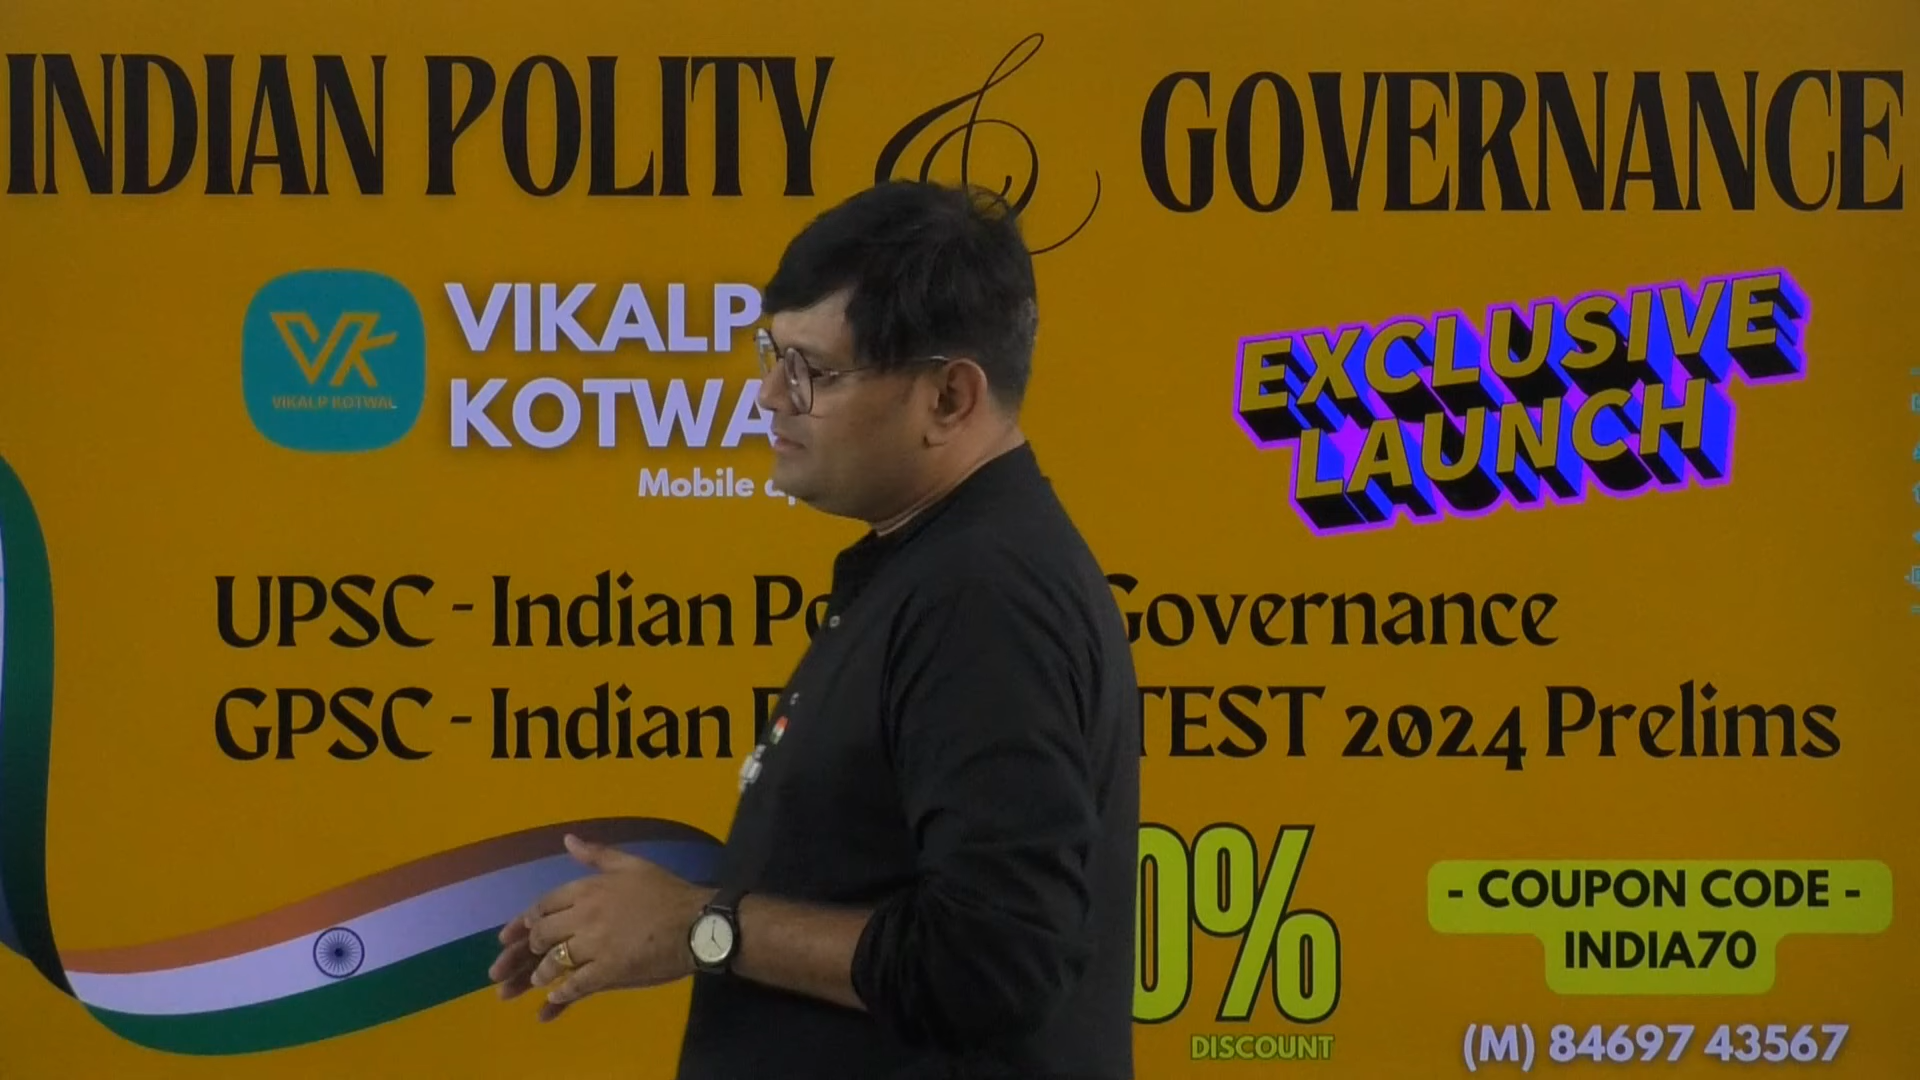 INDIAN POLITY & GOVERNANCE
VK
VIKALP KOTWAL
VIKALP
KOTWA
Mobile
EXCLUSIVE
LAUNCH
UPSC - Indian Po Governance
GPSC - Indian TEST 2024 Prelims
0%
DISCOUNT
- COUPON CODE -
INDIA70
(M) 84697 43567